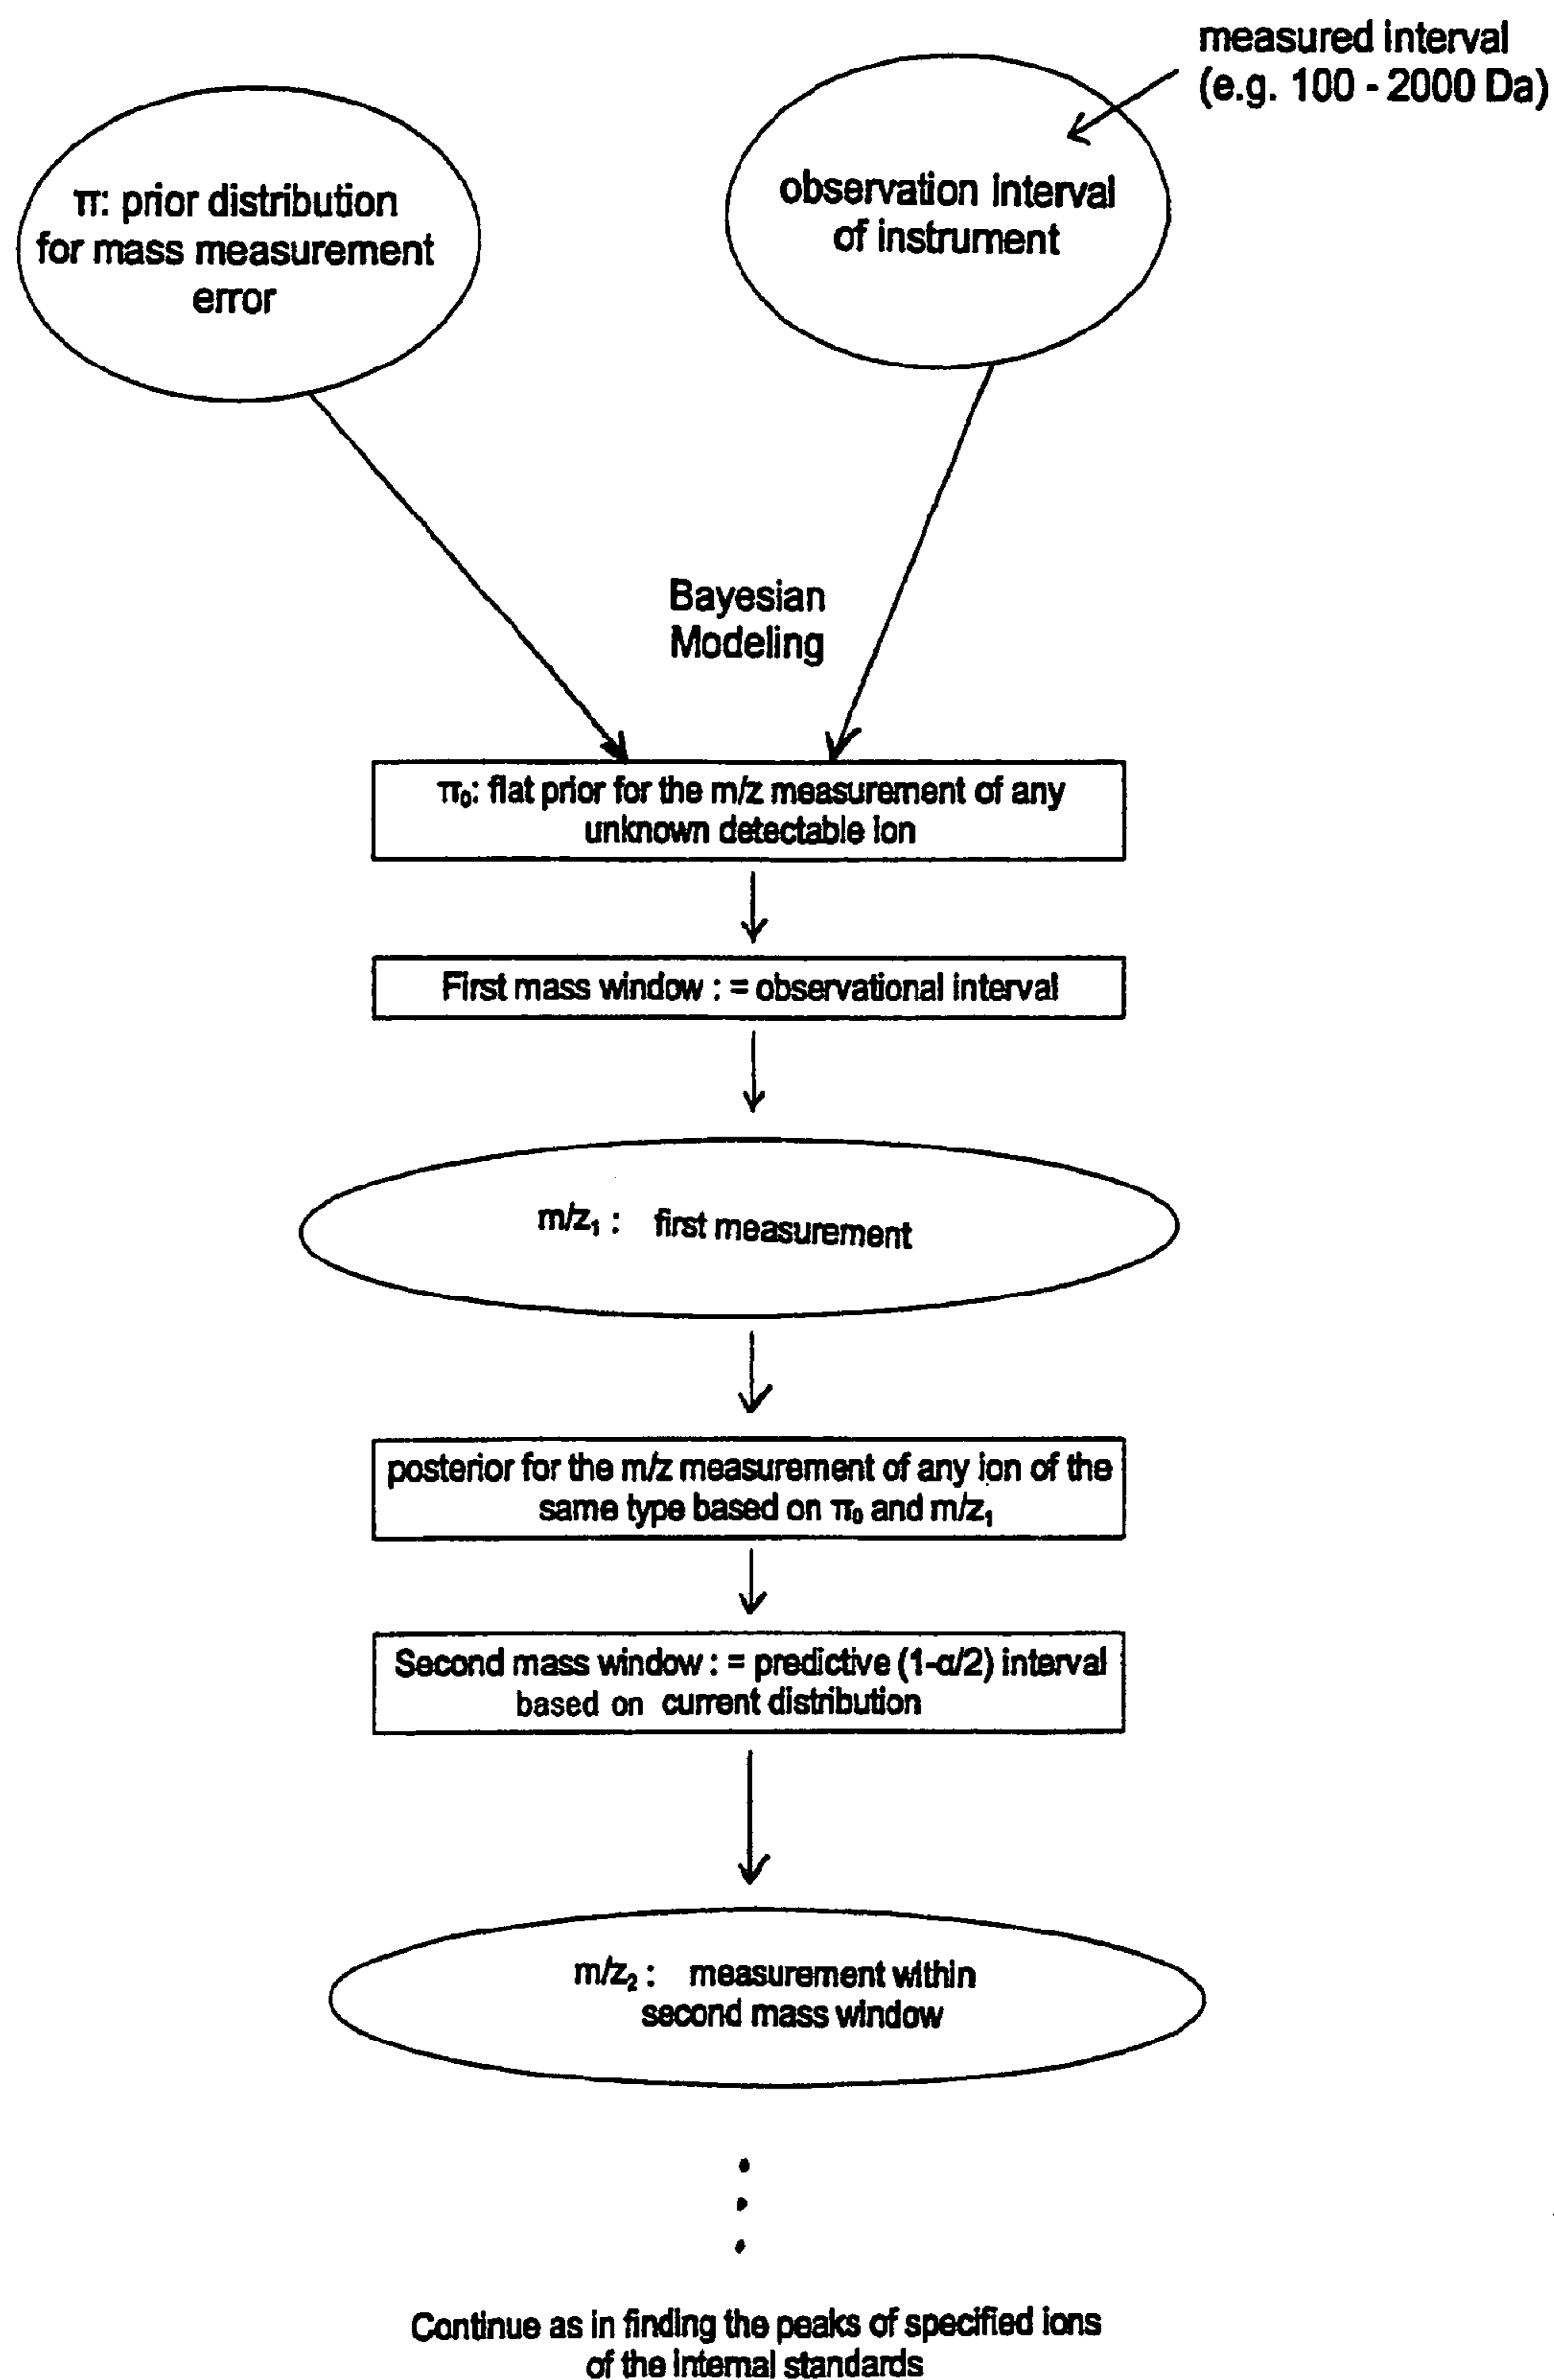 measured interval
(e.g. 100 - 2000 Da)
π: prior distribution
for mass measurement
error
observation interval
of instrument
Bayesian
Modeling
π₀: flat prior for the m/z measurement of any
unknown detectable ion
First mass window : = observational interval
m/z₁ : first measurement
posterior for the m/z measurement of any ion of the
same type based on π₀ and m/z₁
Second mass window : = predictive (1-α/2) interval
based on current distribution
m/z₂ : measurement within
second mass window
Continue as in finding the peaks of specified ions
of the internal standards